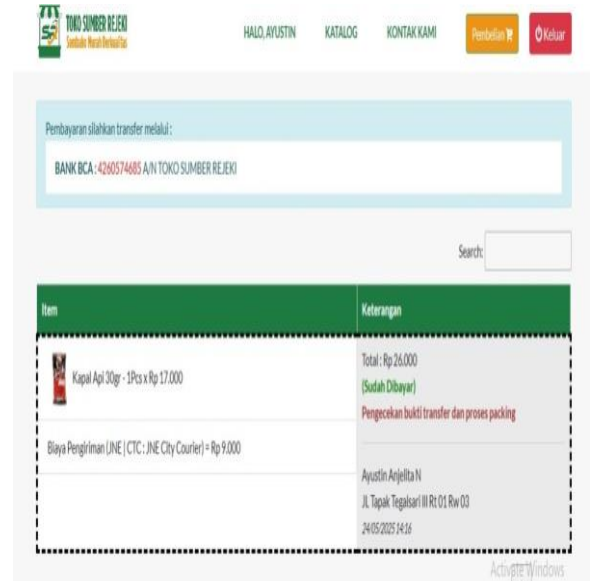 TOKO SUMBER REJEKI
Sembako Murah Berkualitas
HALO, AYUSTIN
KATALOG
KONTAK KAMI
Pembelian
Keluar
Pembayaran silahkan transfer melalui :
BANK BCA : 4260574685 A/N TOKO SUMBER REJEKI
Search:
Item
Keterangan
Kapal Api 30gr - 1Pcs x Rp 17.000
Biaya Pengiriman (JNE | CTC : JNE City Courier) = Rp 9.000
Total : Rp 26.000
(Sudah Dibayar)
Pengecekan bukti transfer dan proses packing
Ayustin Anjelita N
JL Tapak Tegalsari III Rt 01 Rw 03
24/05/2025 14:16
Activate Windows